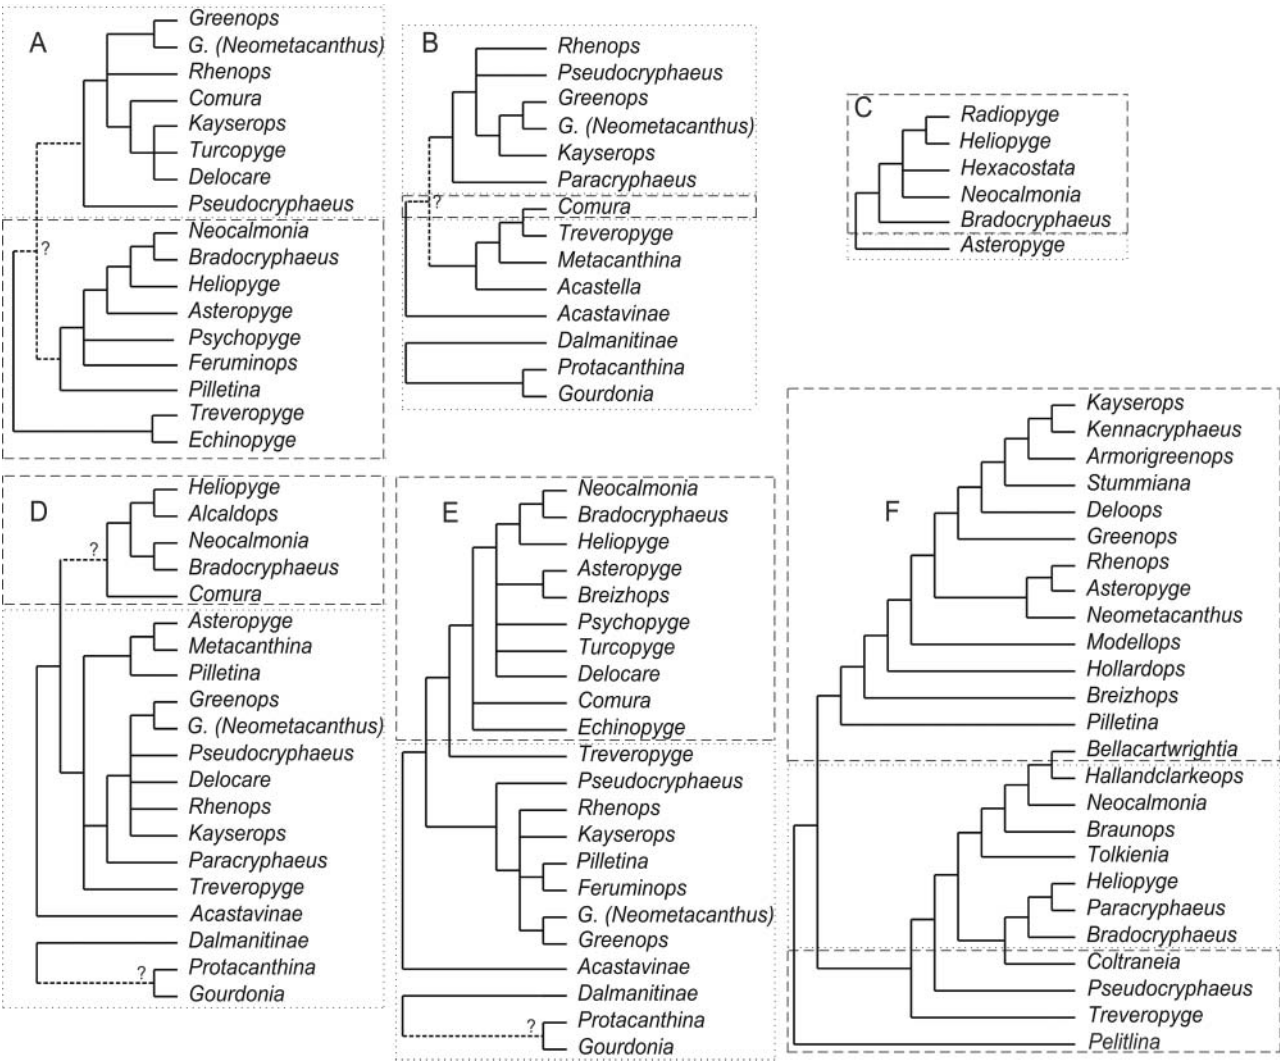 A
Greenops
G. (Neometacanthus)
Rhenops
Comura
Kayserops
Turcopyge
Delocare
Pseudocryphaeus
?
Neocalmonia
Bradocryphaeus
Heliopyge
Asteropyge
Psychopyge
Feruminops
Pilletina
Treveropyge
Echinopyge
B
Rhenops
Pseudocryphaeus
Greenops
G. (Neometacanthus)
Kayserops
Paracryphaeus
?
Comura
Treveropyge
Metacanthina
Acastella
Acastavinae
Dalmanitinae
Protacanthina
Gourdonia
C
Radiopyge
Heliopyge
Hexacostata
Neocalmonia
Bradocryphaeus
Asteropyge
D
Heliopyge
Alcaldops
Neocalmonia
?
Bradocryphaeus
Comura
Asteropyge
Metacanthina
Pilletina
Greenops
G. (Neometacanthus)
Pseudocryphaeus
Delocare
Rhenops
Kayserops
Paracryphaeus
Treveropyge
Acastavinae
Dalmanitinae
Protacanthina
?
Gourdonia
E
Neocalmonia
Bradocryphaeus
Heliopyge
Asteropyge
Breizhops
Psychopyge
Turcopyge
Delocare
Comura
Echinopyge
Treveropyge
Pseudocryphaeus
Rhenops
Kayserops
Pilletina
Feruminops
G. (Neometacanthus)
Greenops
Acastavinae
Dalmanitinae
Protacanthina
?
Gourdonia
F
Kayserops
Kennacryphaeus
Armorigreenops
Stummiana
Deloops
Greenops
Rhenops
Asteropyge
Neometacanthus
Modellops
Hollardops
Breizhops
Pilletina
Bellacartwrightia
Hallandclarkeops
Neocalmonia
Braunops
Tolkienia
Heliopyge
Paracryphaeus
Bradocryphaeus
Coltraneia
Pseudocryphaeus
Treveropyge
Pelitlina